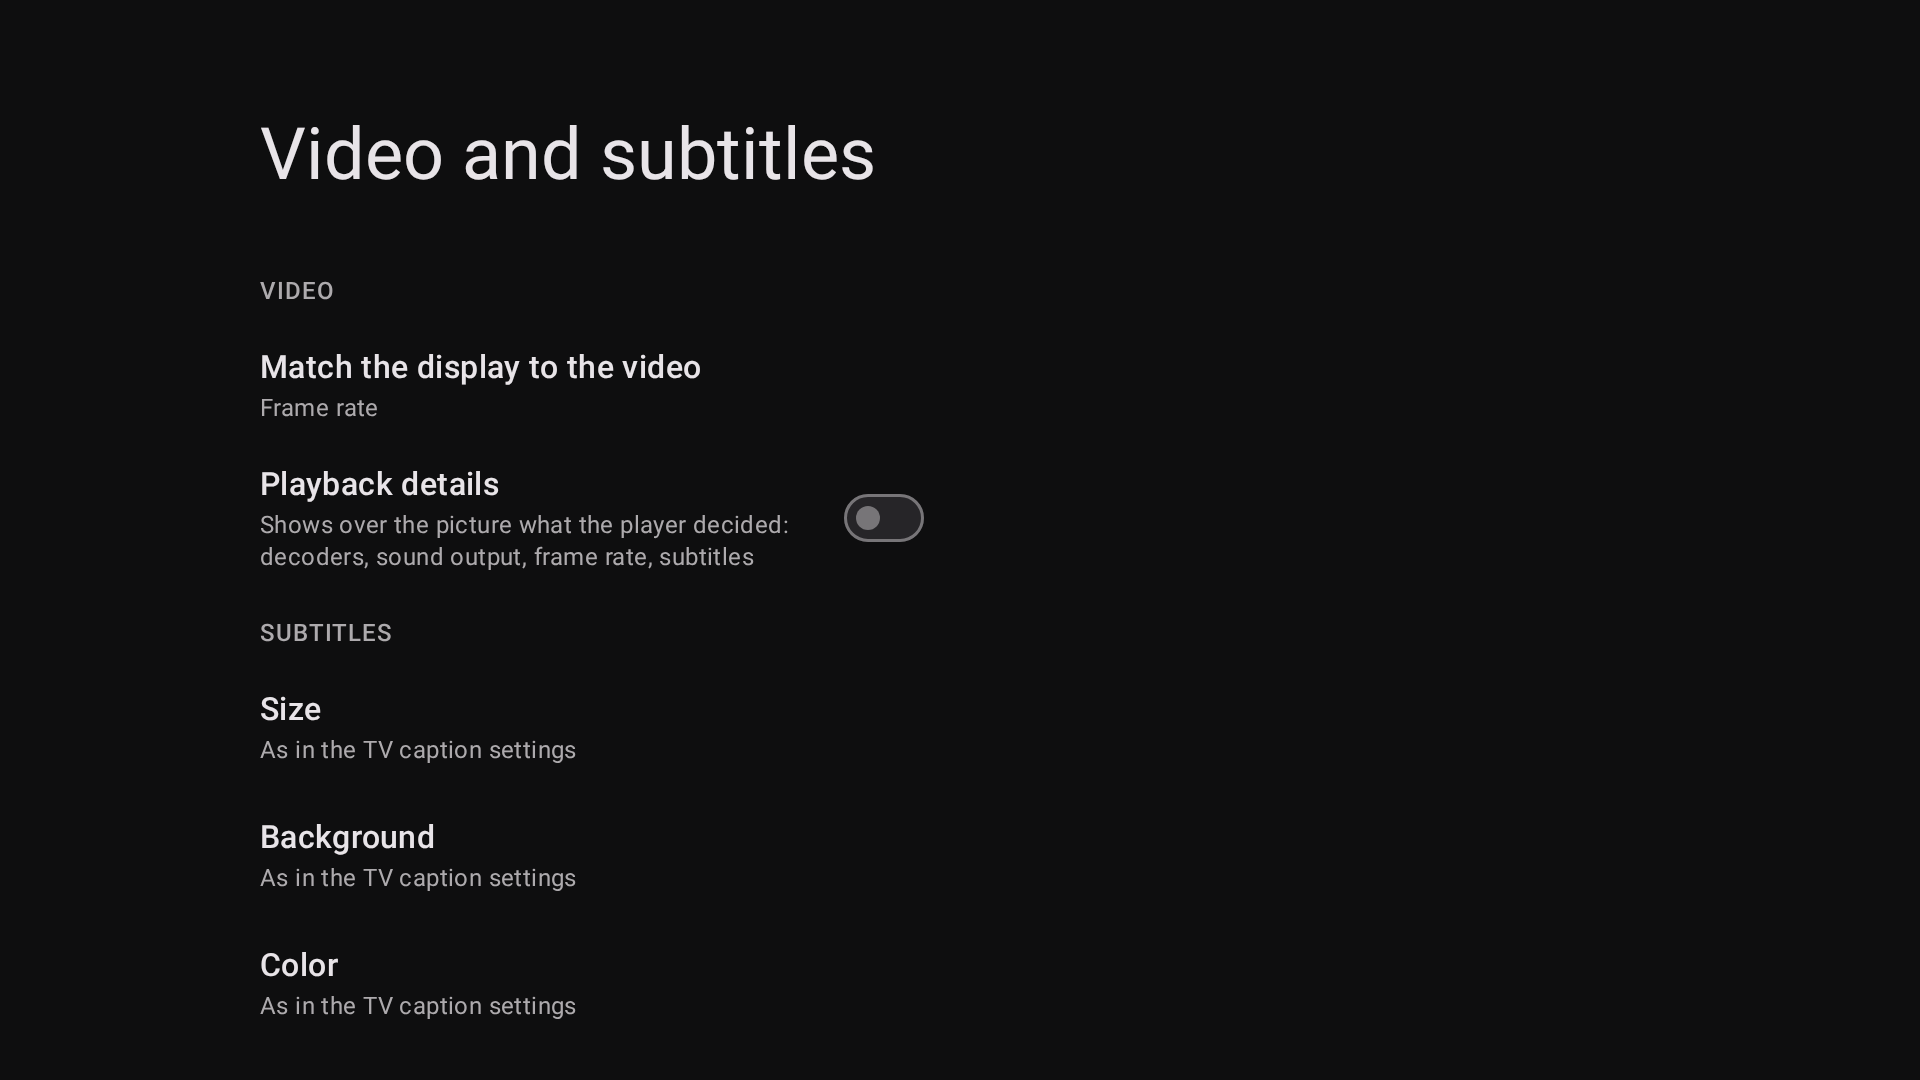 Video and subtitles
VIDEO
Match the display to the video
Frame rate
Playback details
Shows over the picture what the player decided:
decoders, sound output, frame rate, subtitles
SUBTITLES
Size
As in the TV caption settings
Background
As in the TV caption settings
Color
As in the TV caption settings